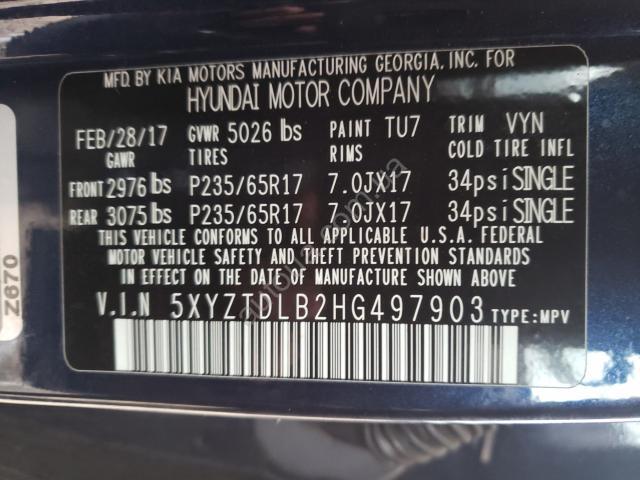 MFD. BY KIA MOTORS MANUFACTURING GEORGIA, INC. FOR
HYUNDAI MOTOR COMPANY
FEB/28/17 GVWR 5026 lbs PAINT TU7 TRIM VYN
GAWR TIRES RIMS COLD TIRE INFL
FRONT 2976 lbs P235/65R17 7.0JX17 34psi SINGLE
REAR 3075 lbs P235/65R17 7.0JX17 34psi SINGLE
THIS VEHICLE CONFORMS TO ALL APPLICABLE U.S.A. FEDERAL
MOTOR VEHICLE SAFETY AND THEFT PREVENTION STANDARDS
IN EFFECT ON THE DATE OF MANUFACTURE SHOWN ABOVE.
V.I.N 5XYZTDLB2HG497903 TYPE:MPV
Z670